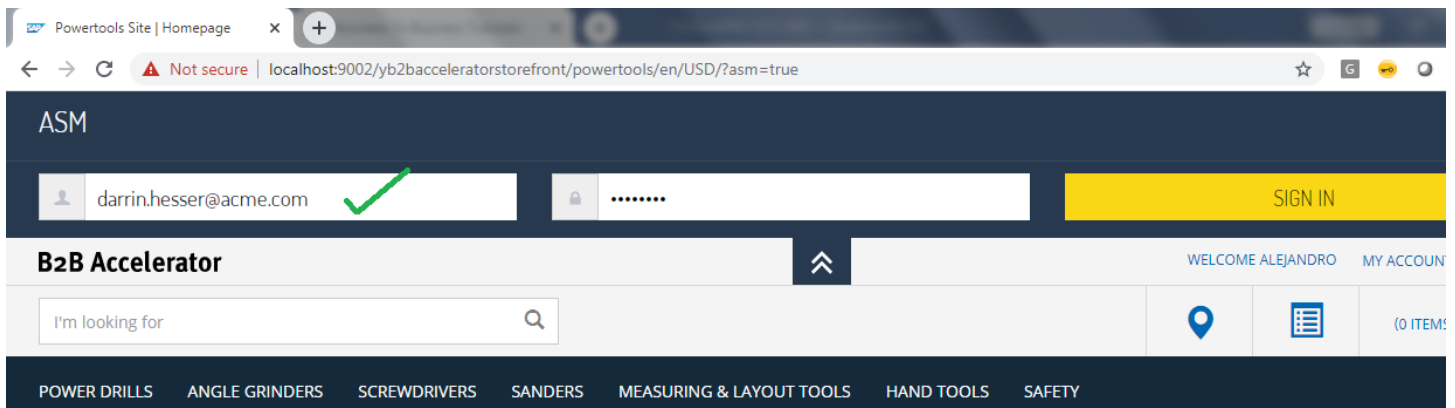 Powertools Site | Homepage
Not secure | localhost:9002/yb2bacceleratorstorefront/powertools/en/USD/?asm=true
ASM
darrin.hesser@acme.com
SIGN IN
B2B Accelerator
WELCOME ALEJANDRO MY ACCOUNT
I'm looking for
(0 ITEMS
POWER DRILLS ANGLE GRINDERS SCREWDRIVERS SANDERS MEASURING & LAYOUT TOOLS HAND TOOLS SAFETY